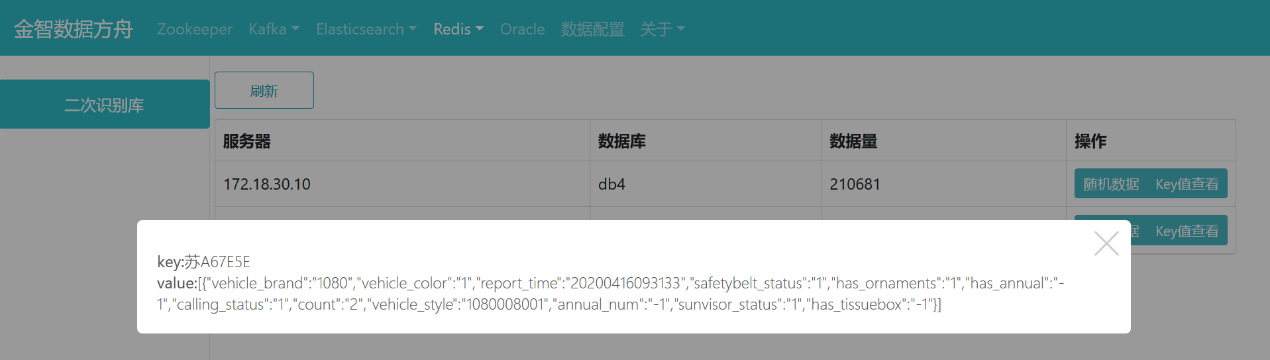 金智数据方舟 Zookeeper Kafka Elasticsearch Redis Oracle 数据配置 关于
二次识别库
刷新
服务器 数据库 数据量 操作
172.18.30.10 db4 210681 随机数据 Key值查看
据 Key值查看
key:苏A67E5E
value:[{"vehicle_brand":"1080","vehicle_color":"1","report_time":"20200416093133","safetybelt_status":"1","has_ornaments":"1","has_annual":"-
1","calling_status":"1","count":"2","vehicle_style":"1080008001","annual_num":"-1","sunvisor_status":"1","has_tissuebox":"-1"}]